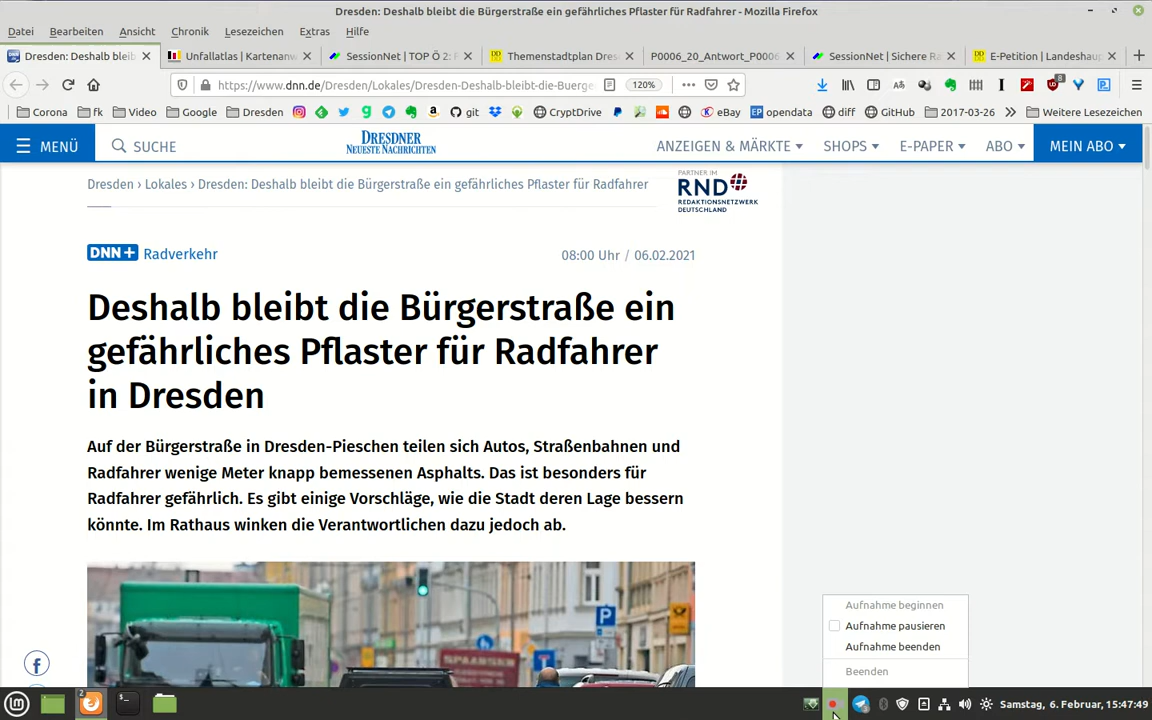 Dresden: Deshalb bleibt die Bürgerstraße ein gefährliches Pflaster für Radfahrer - Mozilla Firefox
Datei Bearbeiten Ansicht Chronik Lesezeichen Extras Hilfe
Dresden: Deshalb bleib
Unfallatlas | Kartenanw
SessionNet | TOP Ö 2: P
Themenstadtplan Dres
P0006_20_Antwort_P0006
SessionNet | Sichere Ra
E-Petition | Landeshaup
https://www.dnn.de/Dresden/Lokales/Dresden-Deshalb-bleibt-die-Buerge
120%
8
Corona fk Video Google Dresden git CryptDrive eBay opendata diff GitHub 2017-03-26 Weitere Lesezeichen
MENÜ SUCHE
DRESDNER
NEUESTE NACHRICHTEN
ANZEIGEN & MÄRKTE SHOPS E-PAPER ABO MEIN ABO
Dresden › Lokales › Dresden: Deshalb bleibt die Bürgerstraße ein gefährliches Pflaster für Radfahrer
PARTNER IM
RND
REDAKTIONSNETZWERK
DEUTSCHLAND
DNN+ Radverkehr
08:00 Uhr / 06.02.2021
Deshalb bleibt die Bürgerstraße ein
gefährliches Pflaster für Radfahrer
in Dresden
Auf der Bürgerstraße in Dresden-Pieschen teilen sich Autos, Straßenbahnen und
Radfahrer wenige Meter knapp bemessenen Asphalts. Das ist besonders für
Radfahrer gefährlich. Es gibt einige Vorschläge, wie die Stadt deren Lage bessern
könnte. Im Rathaus winken die Verantwortlichen dazu jedoch ab.
P
Aufnahme beginnen
Aufnahme pausieren
Aufnahme beenden
Beenden
2
Samstag, 6. Februar, 15:47:49